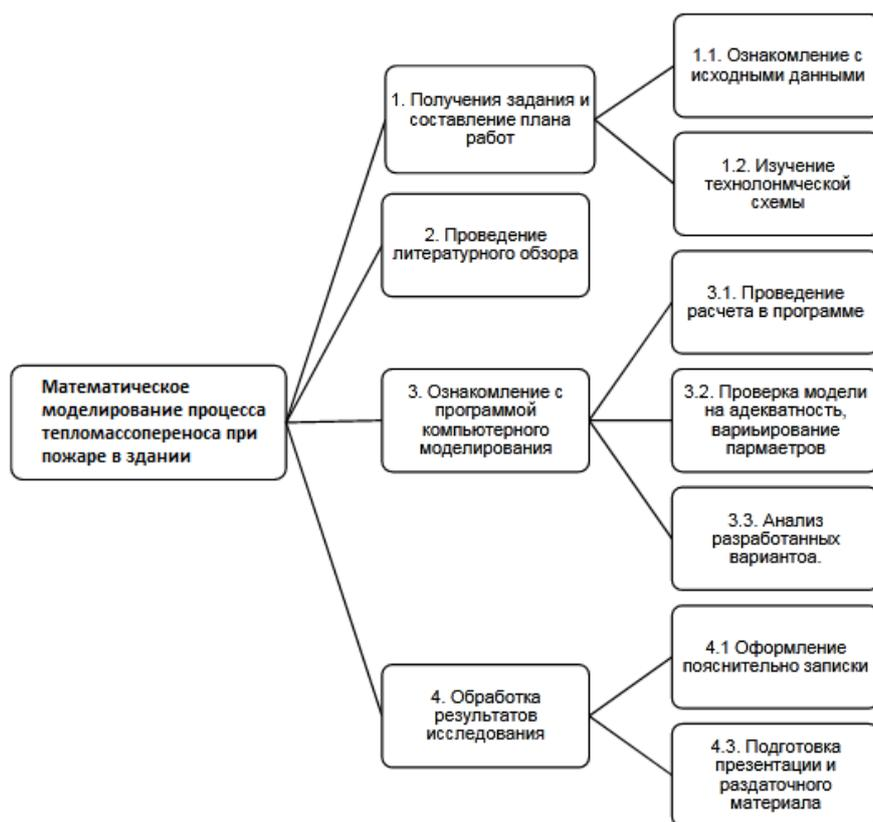 1. Получения задания и
составление плана
работ
1.1. Ознакомление с
исходными данными
1.2. Изучение
технолонмческой
схемы
2. Проведение
литературного обзора
Математическое
моделирование процесса
тепломассопереноса при
пожаре в здании
3. Ознакомление с
программой
компьютерного
моделирования
3.1. Проведение
расчета в программе
3.2. Проверка модели
на адекватность,
вариьирование
пармаетров
3.3. Анализ
разработанных
вариантоа.
4. Обработка
результатов
исследования
4.1 Оформление
пояснительно записки
4.3. Подготовка
презентации и
раздаточного
материала